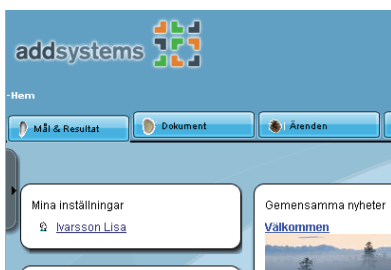 addsystems
-Hem
Mål & Resultat
Dokument
Ärenden
Mina inställningar
Ivarsson Lisa
Gemensamma nyheter
Välkommen